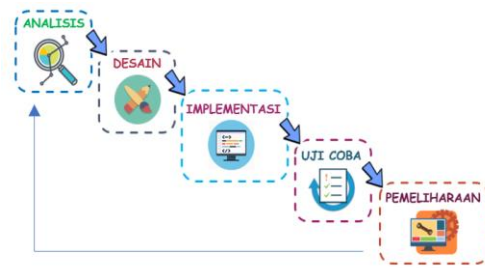 ANALISIS
DESAIN
IMPLEMENTASI
UJI COBA
PEMELIHARAAN